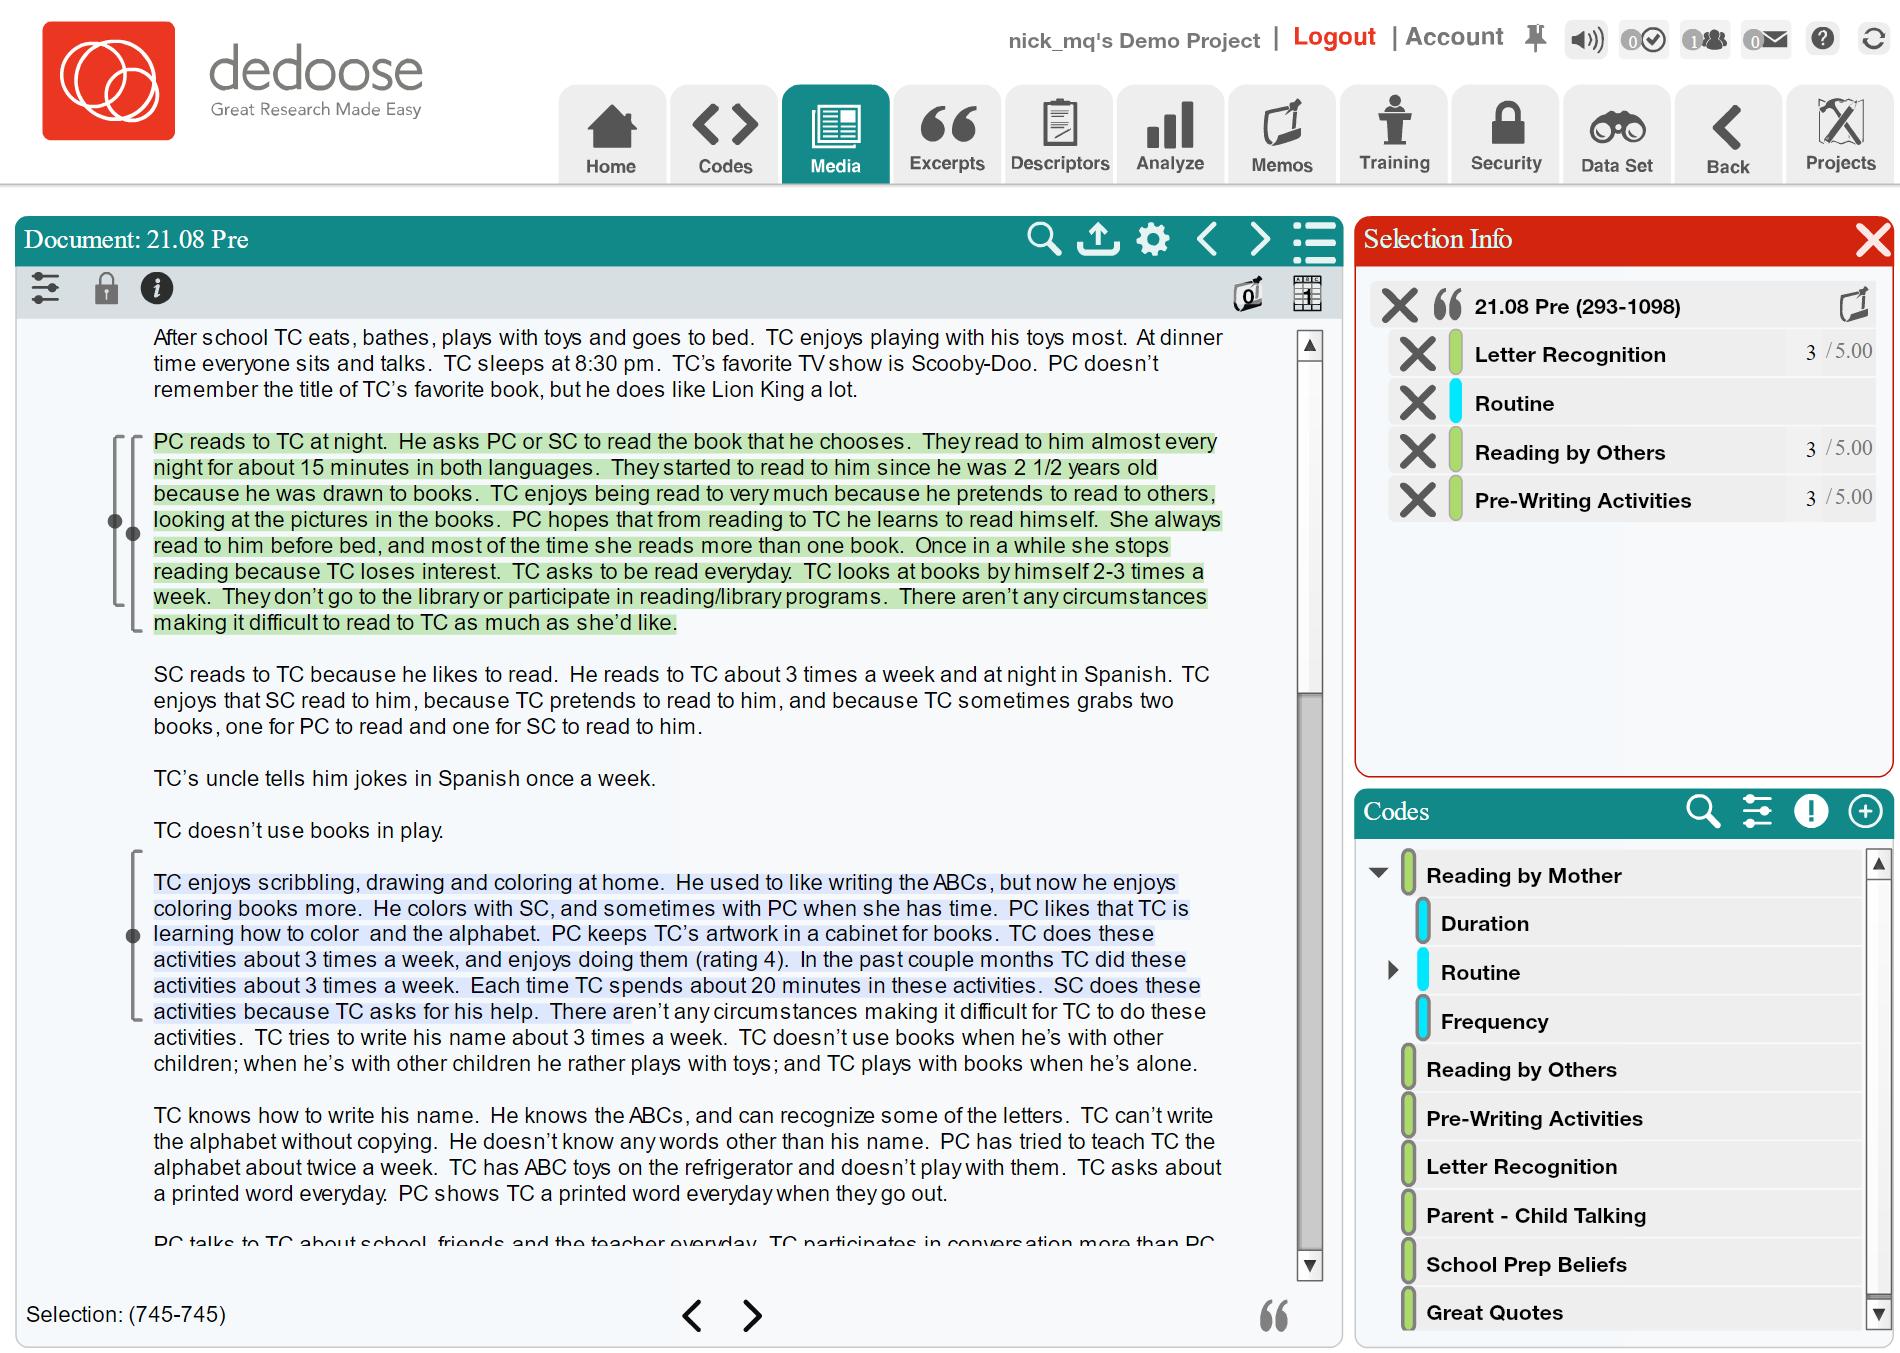 dedoose
Great Research Made Easy
nick_mq's Demo Project | Logout | Account
0
1
0
?
Home
Codes
Media
Excerpts
Descriptors
Analyze
Memos
Training
Security
Data Set
Back
Projects
Document: 21.08 Pre
i
0
1
After school TC eats, bathes, plays with toys and goes to bed.  TC enjoys playing with his toys most.  At dinner
time everyone sits and talks.  TC sleeps at 8:30 pm.  TC’s favorite TV show is Scooby-Doo.  PC doesn’t
remember the title of TC’s favorite book, but he does like Lion King a lot.
PC reads to TC at night.  He asks PC or SC to read the book that he chooses.  They read to him almost every
night for about 15 minutes in both languages.  They started to read to him since he was 2 1/2 years old
because he was drawn to books.  TC enjoys being read to very much because he pretends to read to others,
looking at the pictures in the books.  PC hopes that from reading to TC he learns to read himself.  She always
read to him before bed, and most of the time she reads more than one book.  Once in a while she stops
reading because TC loses interest.  TC asks to be read everyday.  TC looks at books by himself 2-3 times a
week.  They don’t go to the library or participate in reading/library programs.  There aren’t any circumstances
making it difficult to read to TC as much as she’d like.
SC reads to TC because he likes to read.  He reads to TC about 3 times a week and at night in Spanish.  TC
enjoys that SC read to him, because TC pretends to read to him, and because TC sometimes grabs two
books, one for PC to read and one for SC to read to him.
TC’s uncle tells him jokes in Spanish once a week.
TC doesn’t use books in play.
TC enjoys scribbling, drawing and coloring at home.  He used to like writing the ABCs, but now he enjoys
coloring books more.  He colors with SC, and sometimes with PC when she has time.  PC likes that TC is
learning how to color  and the alphabet.  PC keeps TC’s artwork in a cabinet for books.  TC does these
activities about 3 times a week, and enjoys doing them (rating 4).  In the past couple months TC did these
activities about 3 times a week.  Each time TC spends about 20 minutes in these activities.  SC does these
activities because TC asks for his help.  There aren’t any circumstances making it difficult for TC to do these
activities.  TC tries to write his name about 3 times a week.  TC doesn’t use books when he’s with other
children; when he’s with other children he rather plays with toys; and TC plays with books when he’s alone.
TC knows how to write his name.  He knows the ABCs, and can recognize some of the letters.  TC can’t write
the alphabet without copying.  He doesn’t know any words other than his name.  PC has tried to teach TC the
alphabet about twice a week.  TC has ABC toys on the refrigerator and doesn’t play with them.  TC asks about
a printed word everyday.  PC shows TC a printed word everyday when they go out.
PC talks to TC about school, friends and the teacher everyday.  TC participates in conversation more than PC
Selection: (745-745)
Selection Info
21.08 Pre (293-1098)
Letter Recognition 3 / 5.00
Routine
Reading by Others 3 / 5.00
Pre-Writing Activities 3 / 5.00
Codes
Reading by Mother
Duration
Routine
Frequency
Reading by Others
Pre-Writing Activities
Letter Recognition
Parent - Child Talking
School Prep Beliefs
Great Quotes